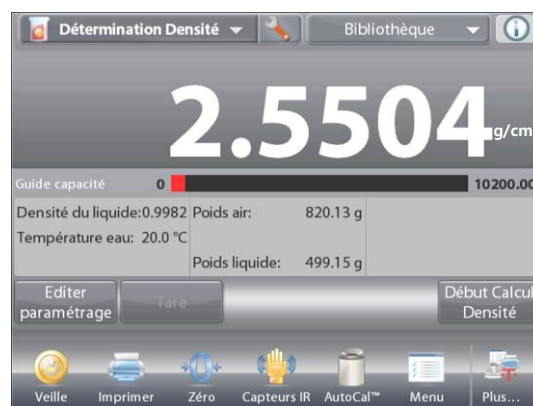 Détermination Densité Bibliothèque
2.5504 g/cm
Guide capacité 0 10200.00
Densité du liquide:0.9982 Poids air: 820.13 g
Température eau: 20.0 °C
Poids liquide: 499.15 g
Editer paramétrage Tare Début Calcul Densité
Veille Imprimer Zéro Capteurs IR AutoCal™ Menu Plus...